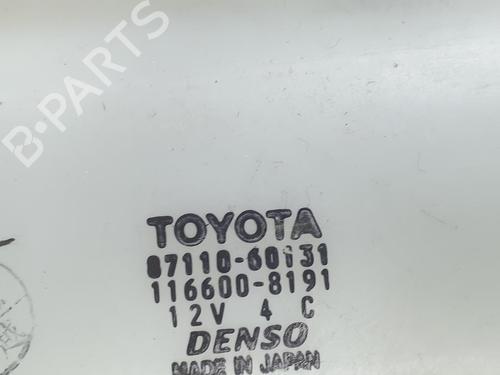 B-PARTS
TOYOTA
87110-60131
116600-8191
12V 4 C
DENSO
MADE IN JAPAN